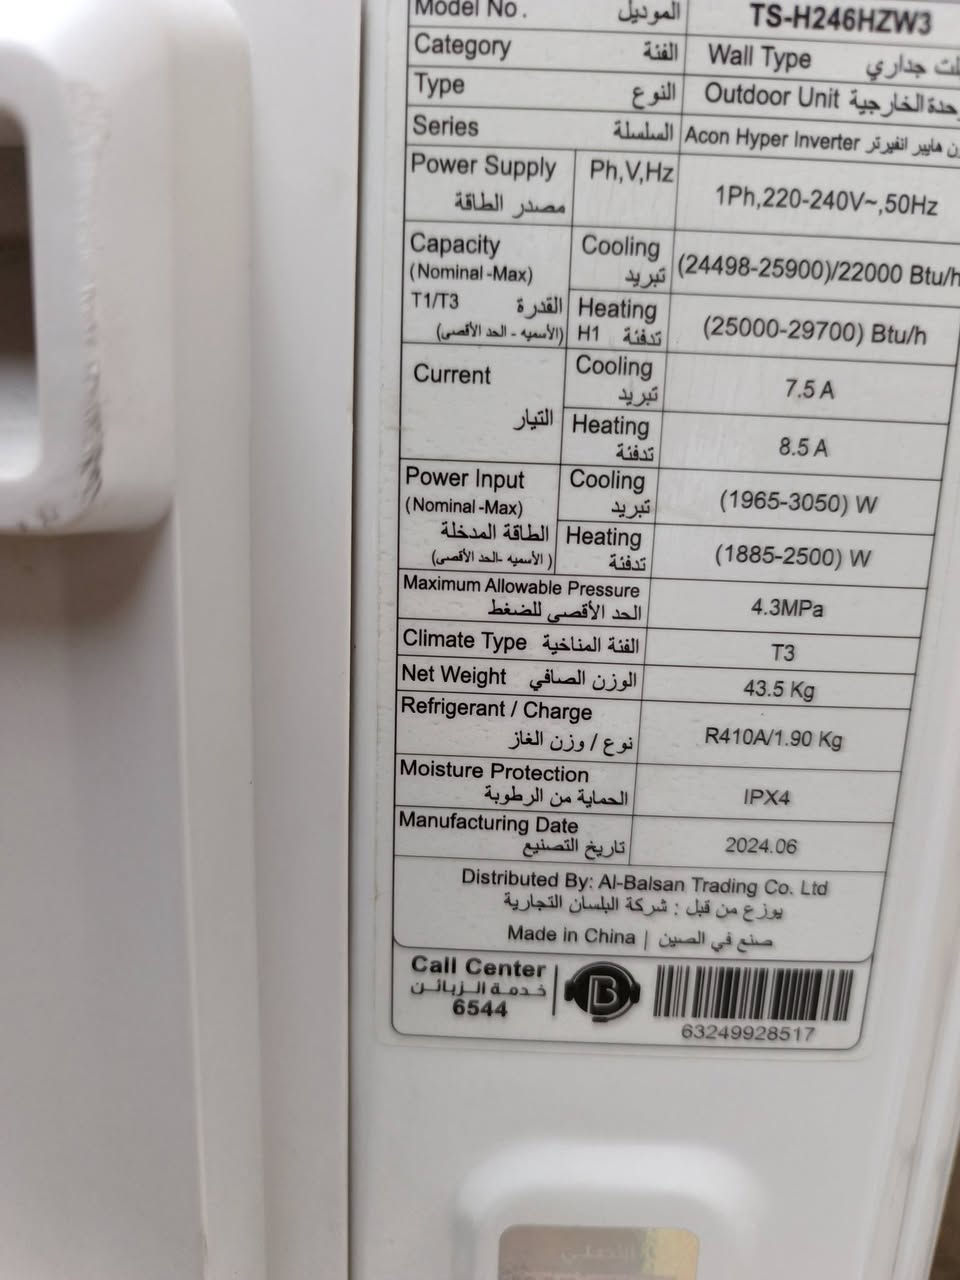 Model No. الموديل TS-H246HZW3
Category الفئة Wall Type جداري
Type النوع Outdoor Unit الخارجية
Series السلسلة Acon Hyper Inverter هايبر انفيرتر
Power Supply Ph,V,Hz 1Ph,220-240V~,50Hz
مصدر الطاقة
Capacity Cooling (24498-25900)/22000 Btu/h
(Nominal-Max) تبريد
T1/T3 القدرة Heating (25000-29700) Btu/h
(الأسميه - الحد الأقصى) H1 تدفئة
Current Cooling 7.5 A
تبريد
التيار Heating 8.5 A
تدفئة
Power Input Cooling (1965-3050) W
(Nominal-Max) تبريد
الطاقة المدخلة Heating (1885-2500) W
(الأسميه -الحد الأقصى) تدفئة
Maximum Allowable Pressure 4.3MPa
الحد الأقصى للضغط
Climate Type الفئة المناخية T3
Net Weight الوزن الصافي 43.5 Kg
Refrigerant / Charge R410A/1.90 Kg
نوع / وزن الغاز
Moisture Protection IPX4
الحماية من الرطوبة
Manufacturing Date 2024.06
تاريخ التصنيع
Distributed By: Al-Balsan Trading Co. Ltd
يوزع من قبل : شركة البلسان التجارية
Made in China | صنع في الصين
Call Center
خدمة الزبائن
6544
B
63249928517